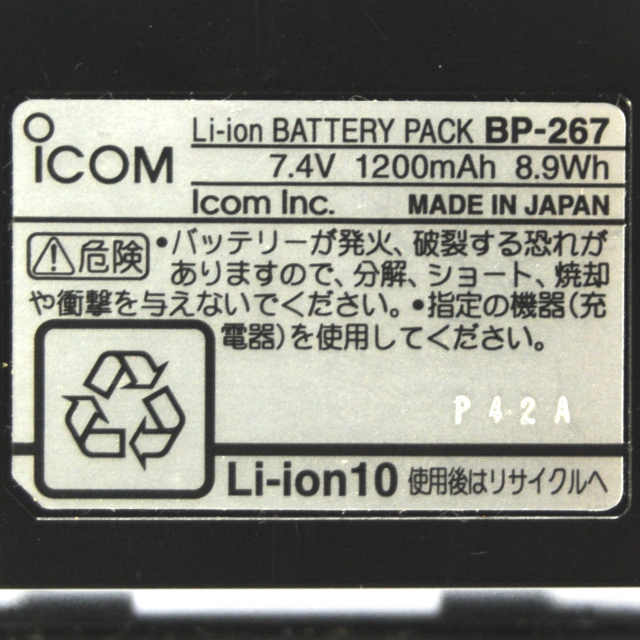 ICOM
Li-ion BATTERY PACK BP-267
7.4V 1200mAh 8.9Wh
Icom Inc. MADE IN JAPAN
⚠危険 •バッテリーが発火、破裂する恐れが
ありますので、分解、ショート、焼却
や衝撃を与えないでください。•指定の機器(充
電器)を使用してください。
P 4-2 A
Li-ion10 使用後はリサイクルへ